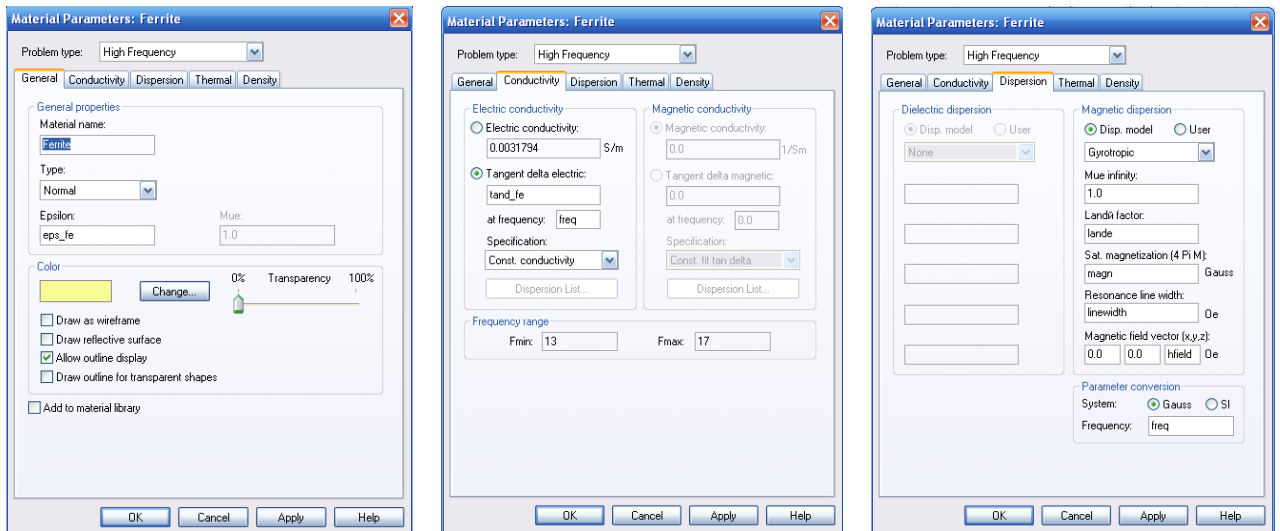 Material Parameters: Ferrite
Problem type: High Frequency
General Conductivity Dispersion Thermal Density
General properties
Material name:
Ferrite
Type:
Normal
Epsilon: Mue:
eps_fe 1.0
Color
0% Transparency 100%
Change...
Draw as wireframe
Draw reflective surface
Allow outline display
Draw outline for transparent shapes
Add to material library
OK Cancel Apply Help
Material Parameters: Ferrite
Problem type: High Frequency
General Conductivity Dispersion Thermal Density
Electric conductivity Magnetic conductivity
Electric conductivity: Magnetic conductivity:
0.0031794 S/m 0.0 1/Sm
Tangent delta electric: Tangent delta magnetic:
tand_fe 0.0
at frequency: freq at frequency: 0.0
Specification: Specification:
Const. conductivity Const. fit tan delta
Dispersion List... Dispersion List...
Frequency range
Fmin: 13 Fmax: 17
OK Cancel Apply Help
Material Parameters: Ferrite
Problem type: High Frequency
General Conductivity Dispersion Thermal Density
Dielectric dispersion Magnetic dispersion
Disp. model User Disp. model User
None Gyrotropic
Mue infinity:
1.0
Landй factor:
lande
Sat. magnetization (4 Pi M):
magn Gauss
Resonance line width:
linewidth Oe
Magnetic field vector (x,y,z):
0.0 0.0 hfield Oe
Parameter conversion
System: Gauss SI
Frequency: freq
OK Cancel Apply Help